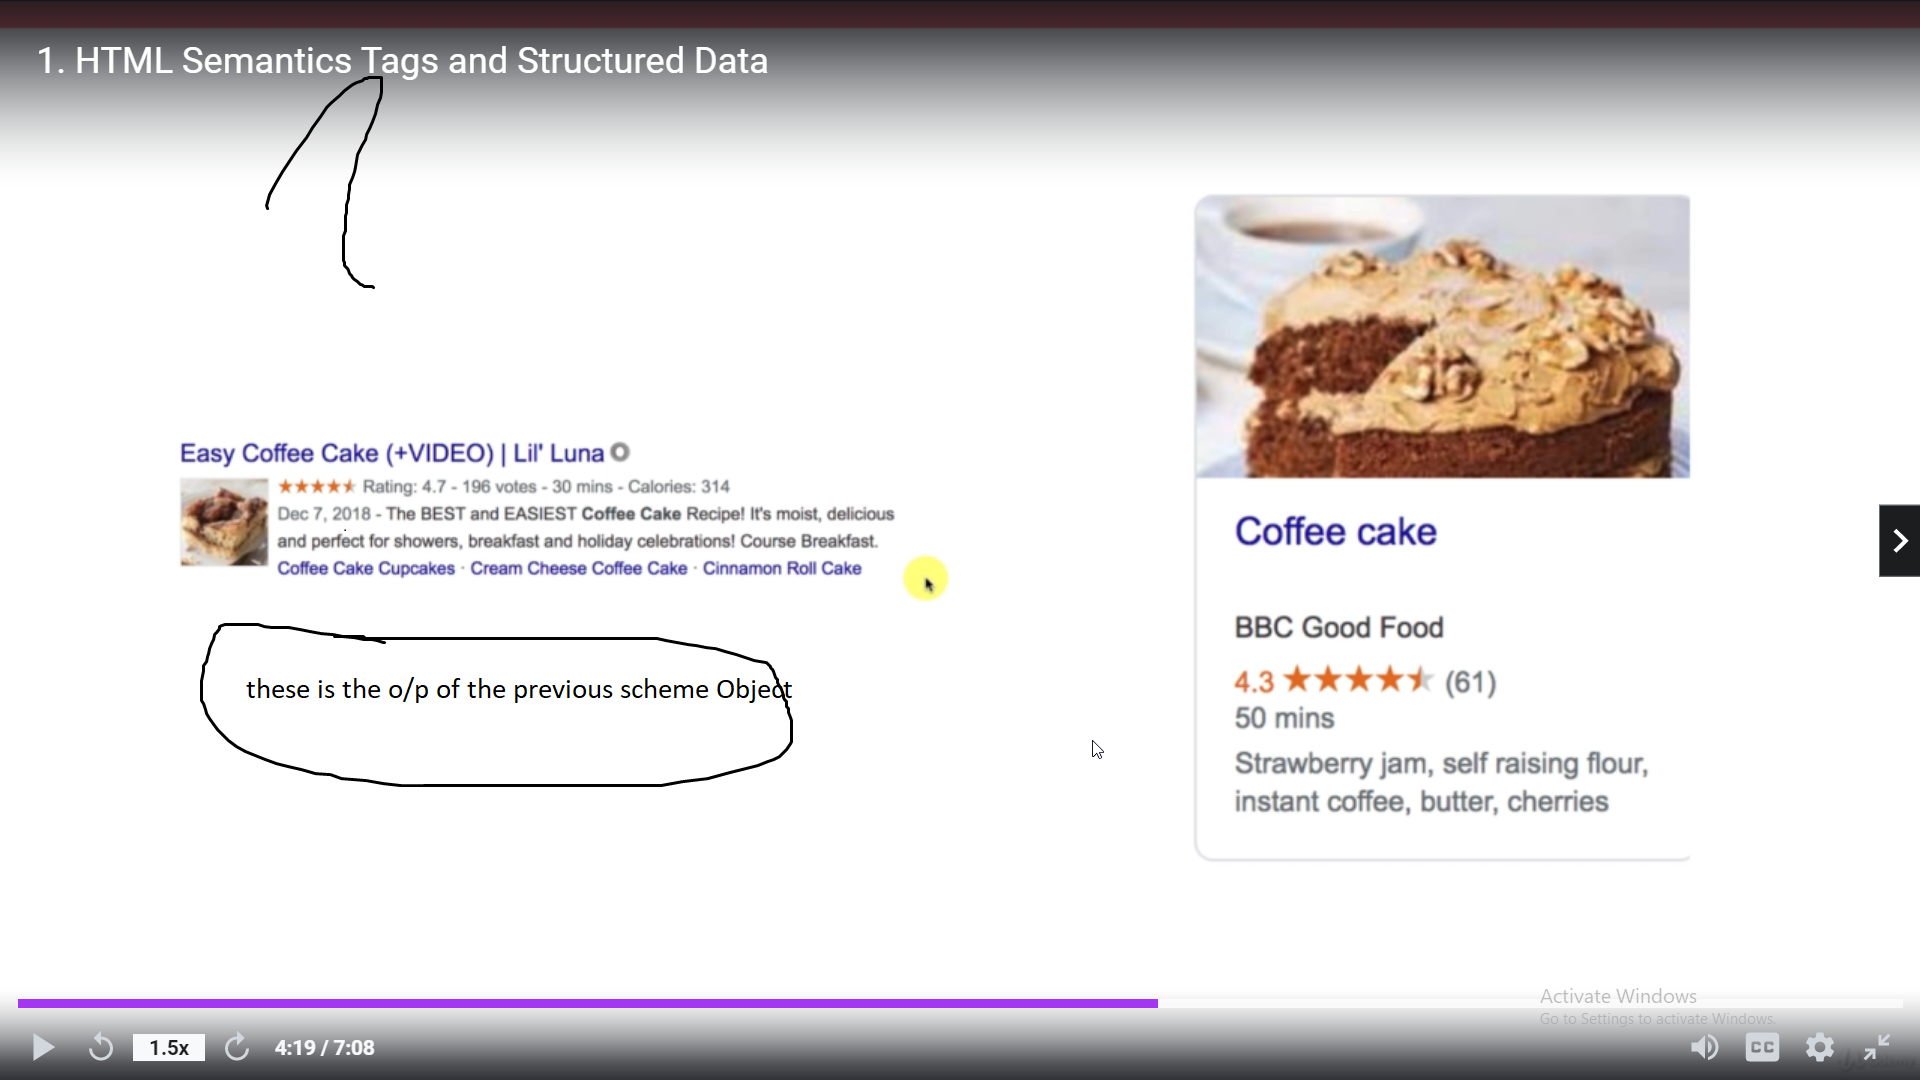 1. HTML Semantics Tags and Structured Data
Easy Coffee Cake (+VIDEO) | Lil' Luna
Rating: 4.7 - 196 votes - 30 mins - Calories: 314
Dec 7, 2018 - The BEST and EASIEST Coffee Cake Recipe! It's moist, delicious
and perfect for showers, breakfast and holiday celebrations! Course Breakfast.
Coffee Cake Cupcakes · Cream Cheese Coffee Cake · Cinnamon Roll Cake
these is the o/p of the previous scheme Object
Coffee cake
BBC Good Food
4.3 (61)
50 mins
Strawberry jam, self raising flour,
instant coffee, butter, cherries
Activate Windows
Go to Settings to activate Windows.
1.5x
4:19 / 7:08
CC